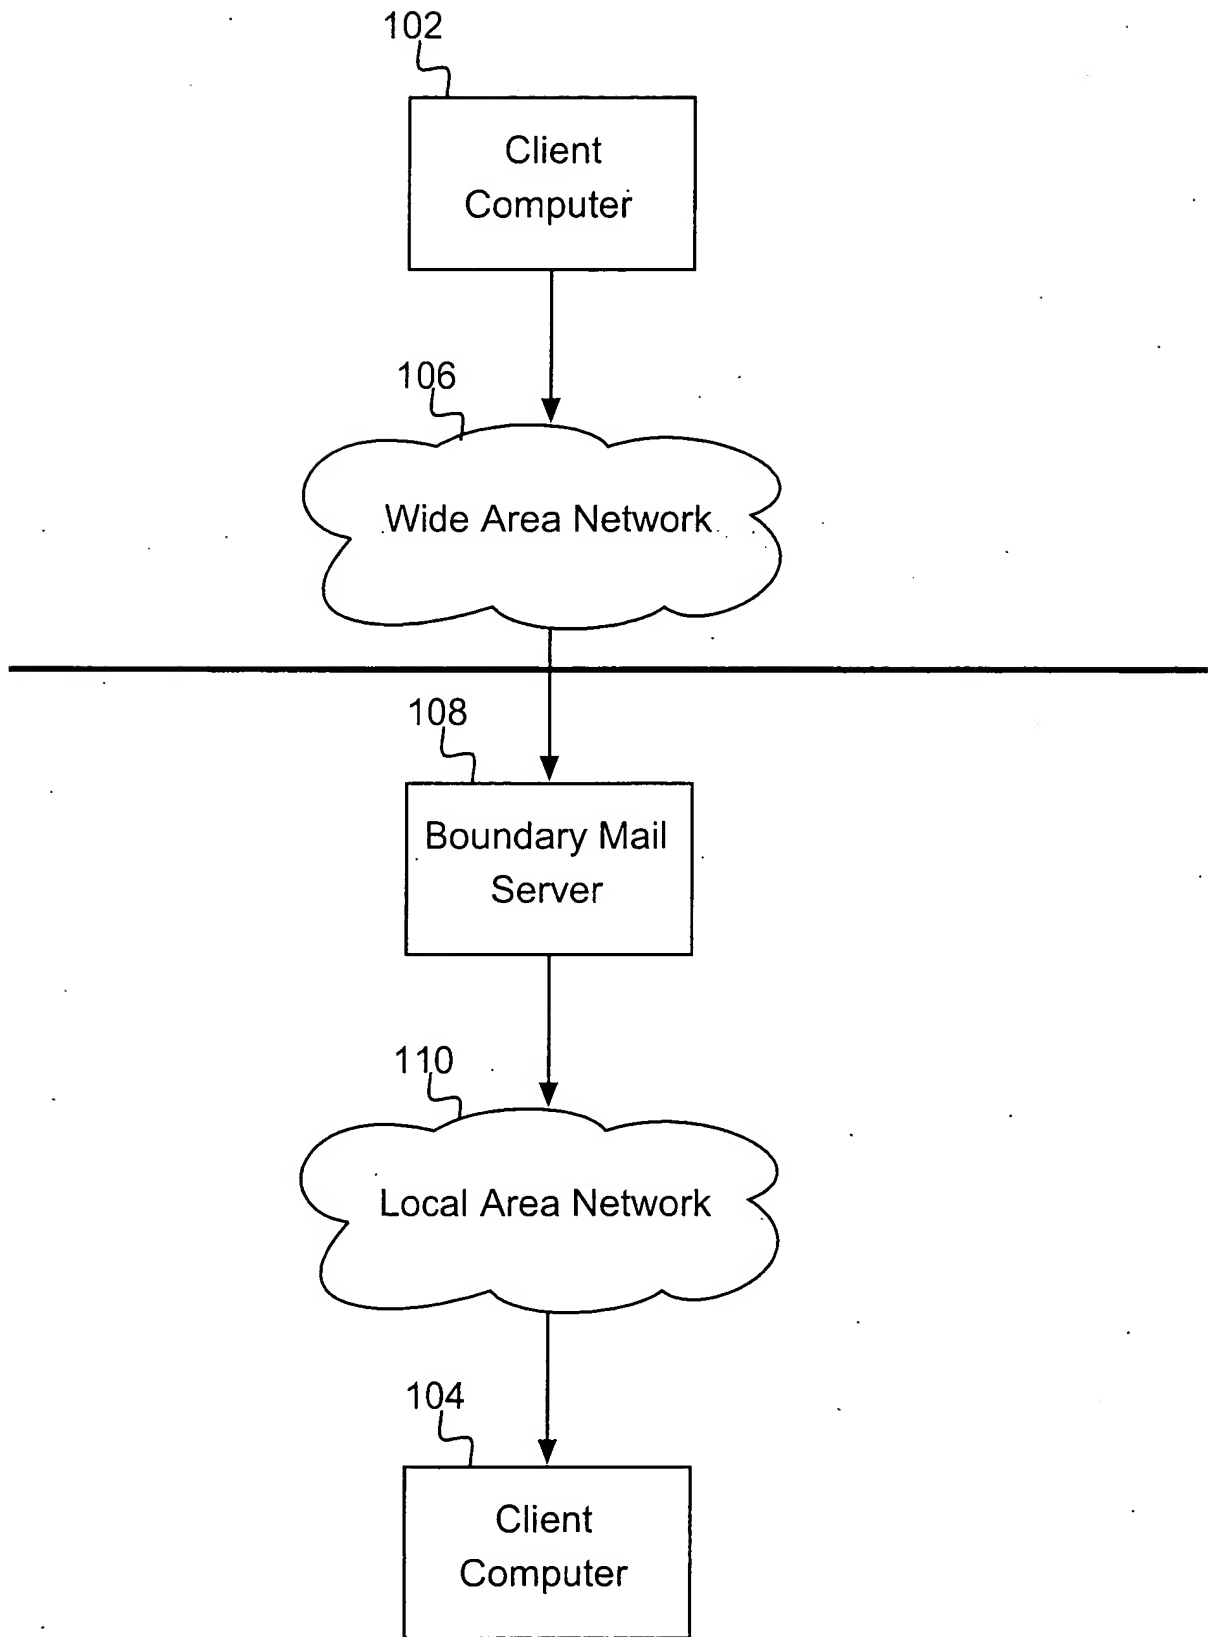 102
Client
Computer
106
Wide Area Network
108
Boundary Mail
Server
110
Local Area Network
104
Client
Computer